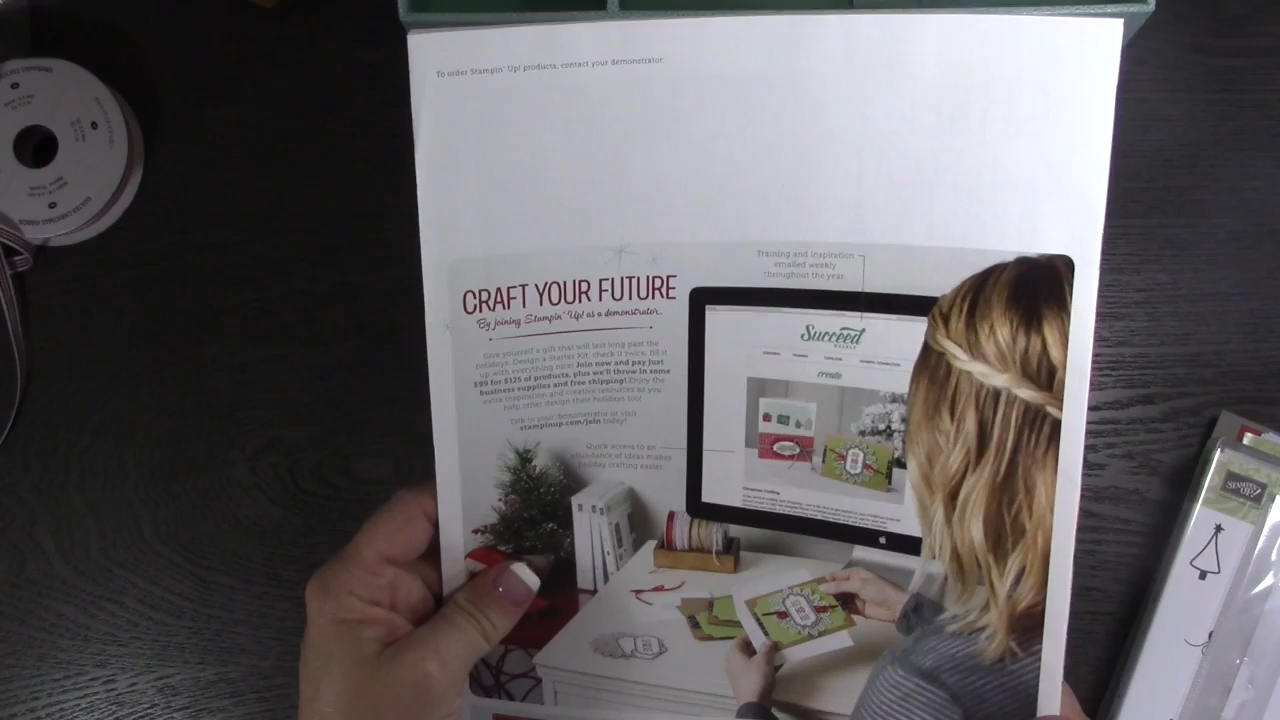 To order Stampin' Up! products, contact your demonstrator:
CRAFT YOUR FUTURE
By joining Stampin' Up! as a demonstrator.
Give yourself a gift that will last long past the
holidays. Design a Starter Kit, check it twice, fill it
up with everything nice! Join now and pay just
$99 for $125 of products, plus we'll throw in some
business supplies and free shipping! Enjoy the
extra inspiration and creative resources as you
help other design their holidays too!
Talk to your demonstrator or visit
stampinup.com/join today!
Training and inspiration
emailed weekly
throughout the year.
Quick access to an
abundance of ideas makes
holiday crafting easier.
Succeed
WEEKLY
create
Christmas Crafting
STAMPIN'
UP!